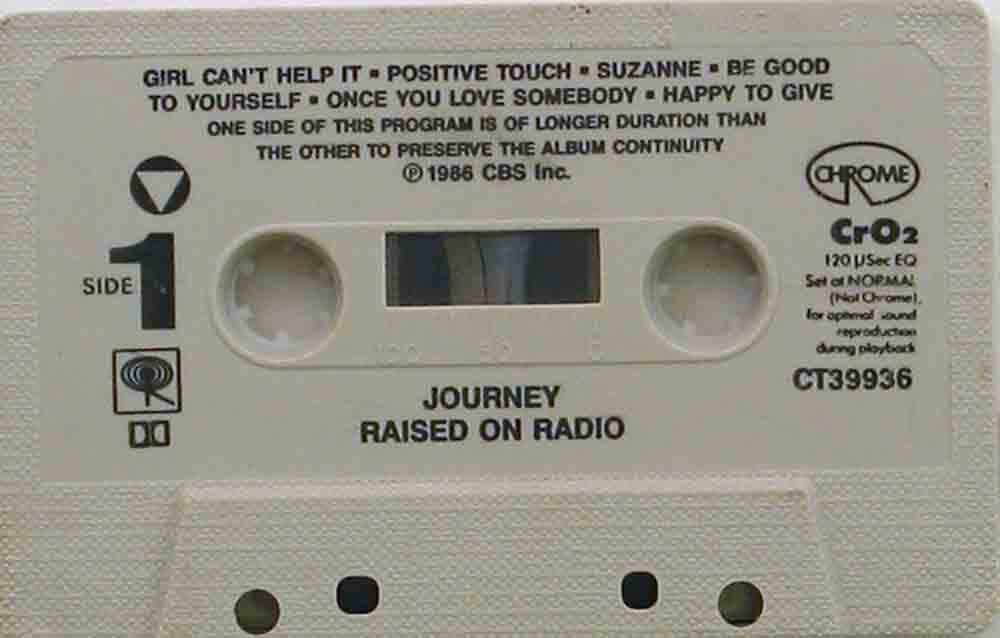 GIRL CAN'T HELP IT ▪ POSITIVE TOUCH ▪ SUZANNE ▪ BE GOOD
TO YOURSELF ▪ ONCE YOU LOVE SOMEBODY ▪ HAPPY TO GIVE
ONE SIDE OF THIS PROGRAM IS OF LONGER DURATION THAN
THE OTHER TO PRESERVE THE ALBUM CONTINUITY
℗ 1986 CBS Inc.
SIDE 1
CHROME
CrO2
120 µSec EQ
Set at NORMAL
(Not Chrome),
for optimal sound
reproduction
during playback
CT39936
JOURNEY
RAISED ON RADIO